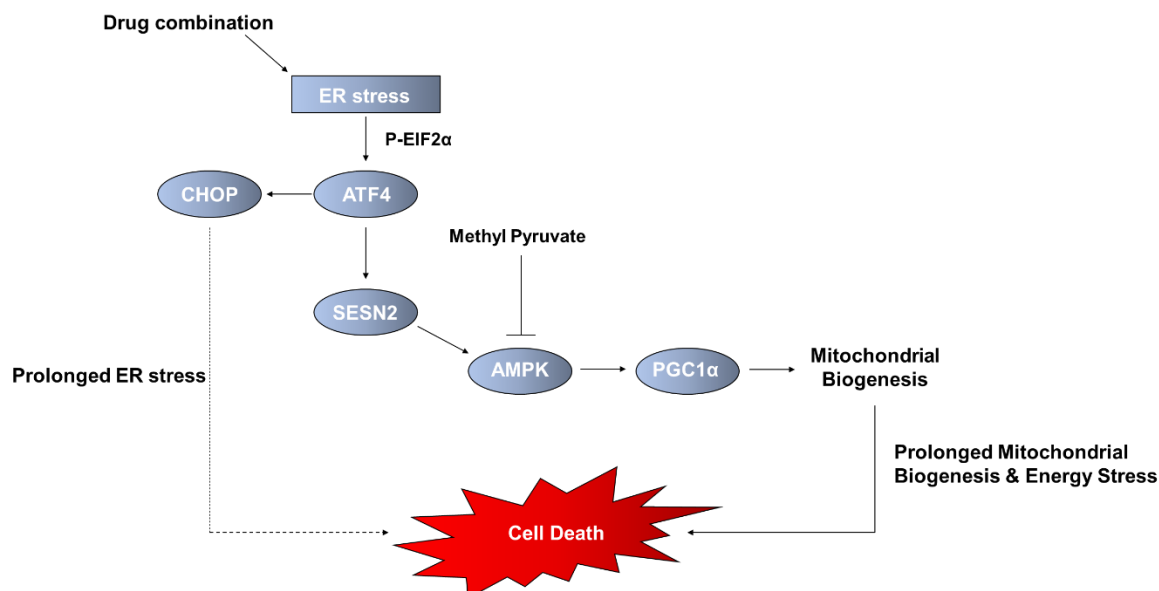 Drug combination
ER stress
P-EIF2α
CHOP
ATF4
Methyl Pyruvate
SESN2
Prolonged ER stress
AMPK
PGC1α
Mitochondrial
Biogenesis
Prolonged Mitochondrial
Biogenesis & Energy Stress
Cell Death